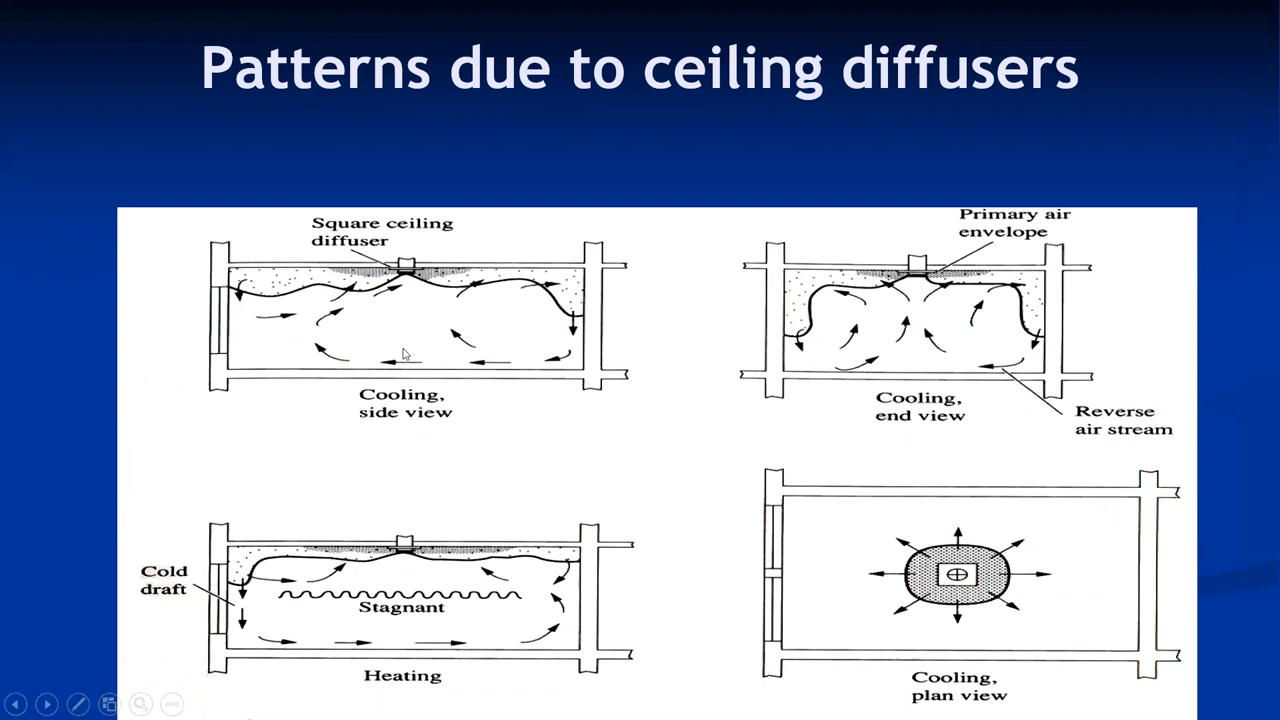 Patterns due to ceiling diffusers
Square ceiling
diffuser
Primary air
envelope
Cooling,
side view
Cooling,
end view
Reverse
air stream
Cold
draft
Stagnant
Heating
Cooling,
plan view